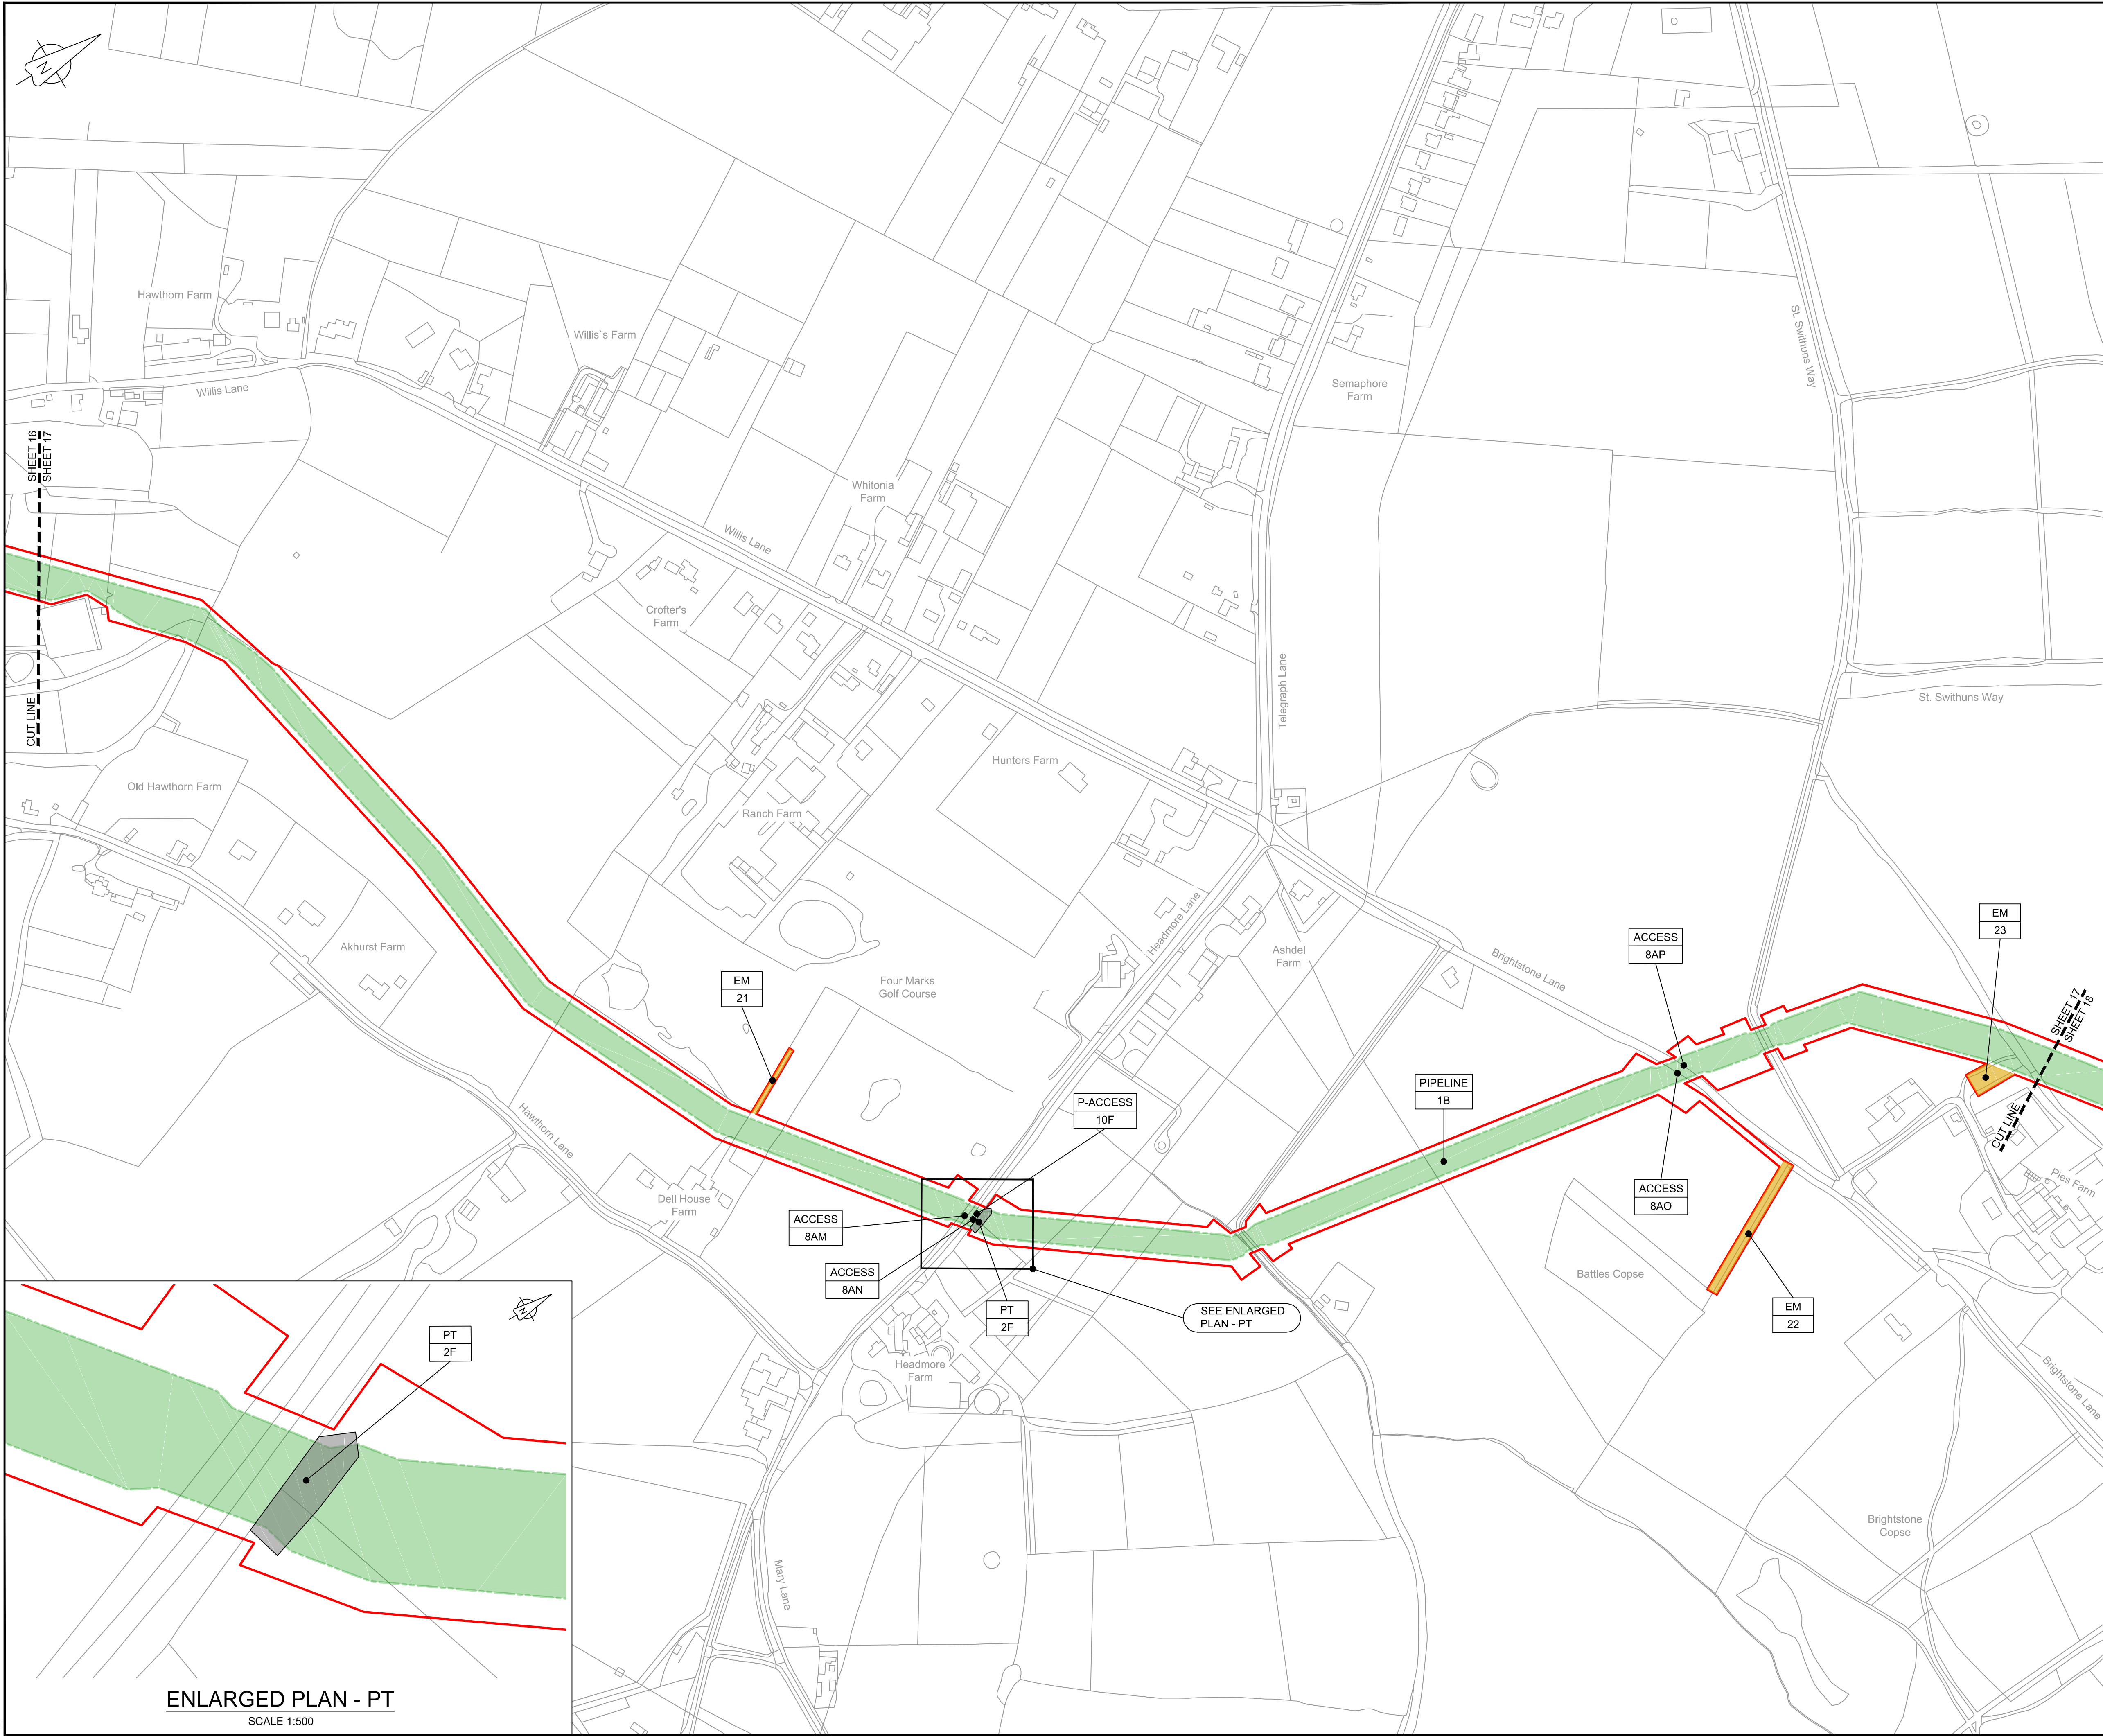 N
Hawthorn Farm
Willis`s Farm
Willis Lane
SHEET 16
SHEET 17
CUT LINE
Whitonia
Farm
Willis Lane
Crofter's
Farm
Semaphore
Farm
St. Swithuns Way
St. Swithuns Way
Telegraph Lane
Hunters Farm
Old Hawthorn Farm
Ranch Farm
Akhurst Farm
Headmore Lane
Ashdel
Farm
Four Marks
Golf Course
Brightstone Lane
EM
21
ACCESS
8AP
EM
23
SHEET 17
SHEET 18
CUT LINE
P-ACCESS
10F
PIPELINE
1B
Hawthorn Lane
Dell House
Farm
ACCESS
8AM
ACCESS
8AN
PT
2F
SEE ENLARGED
PLAN - PT
ACCESS
8AO
Pies Farm
Battles Copse
EM
22
Headmore
Farm
Brightstone Lane
Brightstone
Copse
Mary Lane
N
PT
2F
ENLARGED PLAN - PT
SCALE 1:500